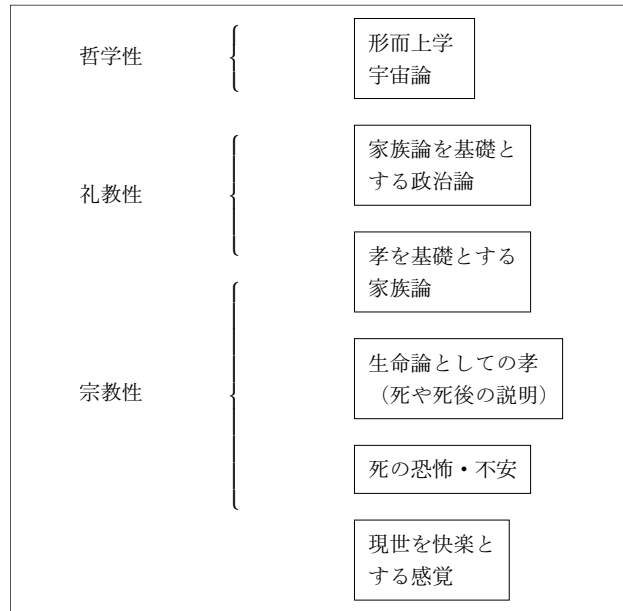 哲学性
形而上学
宇宙論
礼教性
家族論を基礎と
する政治論
孝を基礎とする
家族論
宗教性
生命論としての孝
（死や死後の説明）
死の恐怖・不安
現世を快楽と
する感覚